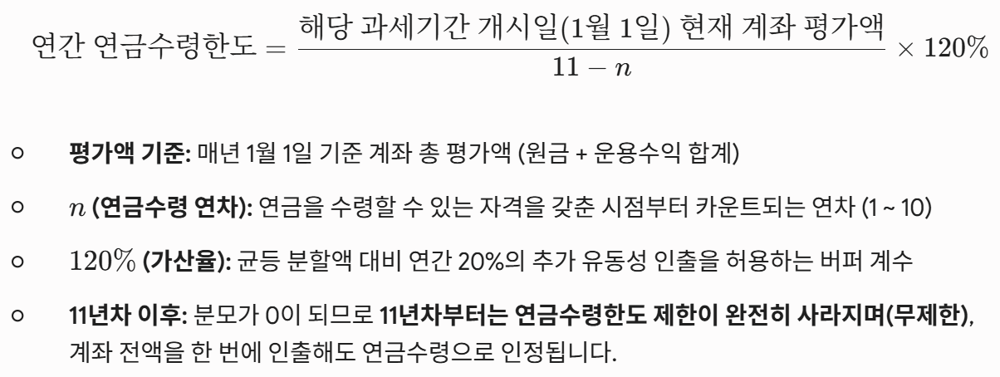 연간 연금수령한도 = 해당 과세기간 개시일(1월 1일) 현재 계좌 평가액 / 11 − n × 120%
평가액 기준: 매년 1월 1일 기준 계좌 총 평가액 (원금 + 운용수익 합계)
n (연금수령 연차): 연금을 수령할 수 있는 자격을 갖춘 시점부터 카운트되는 연차 (1 ~ 10)
120% (가산율): 균등 분할액 대비 연간 20%의 추가 유동성 인출을 허용하는 버퍼 계수
11년차 이후: 분모가 0이 되므로 11년차부터는 연금수령한도 제한이 완전히 사라지며(무제한),
계좌 전액을 한 번에 인출해도 연금수령으로 인정됩니다.